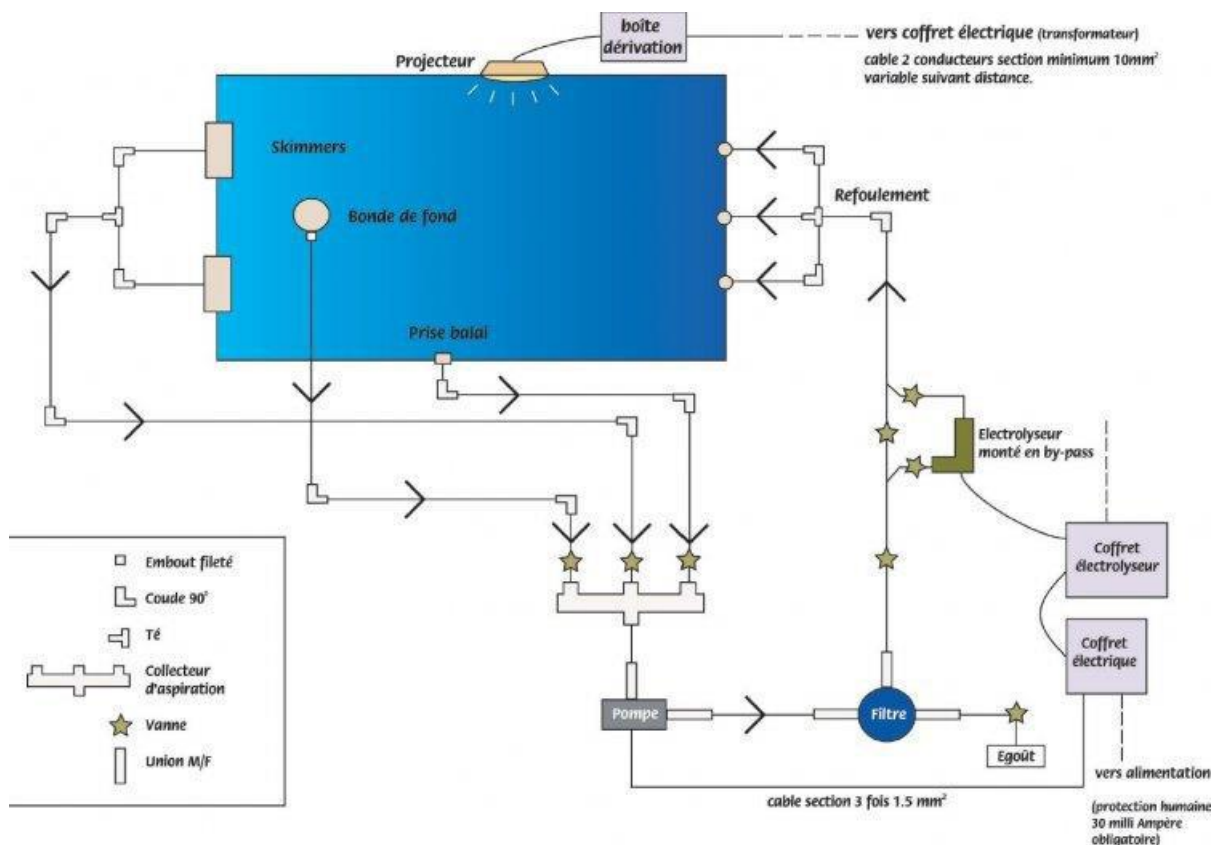 boîte
dérivation
vers coffret électrique (transformateur)
cable 2 conducteurs section minimum 10mm²
variable suivant distance.
Projecteur
Skimmers
Bonde de fond
Refoulement
Prise balai
Electrolyseur
monté en by-pass
Coffret
électrolyseur
Coffret
électrique
Embout fileté
Coude 90°
Té
Collecteur
d'aspiration
Vanne
Union M/F
Pompe
Filtre
Egoût
cable section 3 fois 1.5 mm²
vers alimentation
(protection humaine
30 milli Ampère
obligatoire)